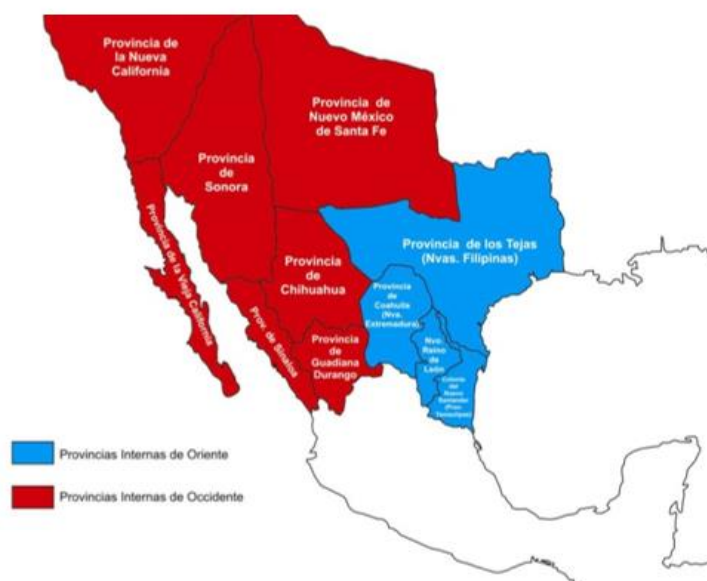 Provincia de
la Nueva
California
Provincia de
Nuevo México
de Santa Fe
Provincia
de
Sonora
Provincia de los Tejas
(Nvas. Filipinas)
Provincia de la Vieja California
Provincia
de
Chihuahua
Provincia
de
Coahuila
(Nva.
Extremadura)
Prov. de Sinaloa
Provincia
de
Guadiana
Durango
Nvo.
Reino
de
León
Colonia
del
Nuevo
Santander
(Prov.
Tamaulipas)
Provincias Internas de Oriente
Provincias Internas de Occidente